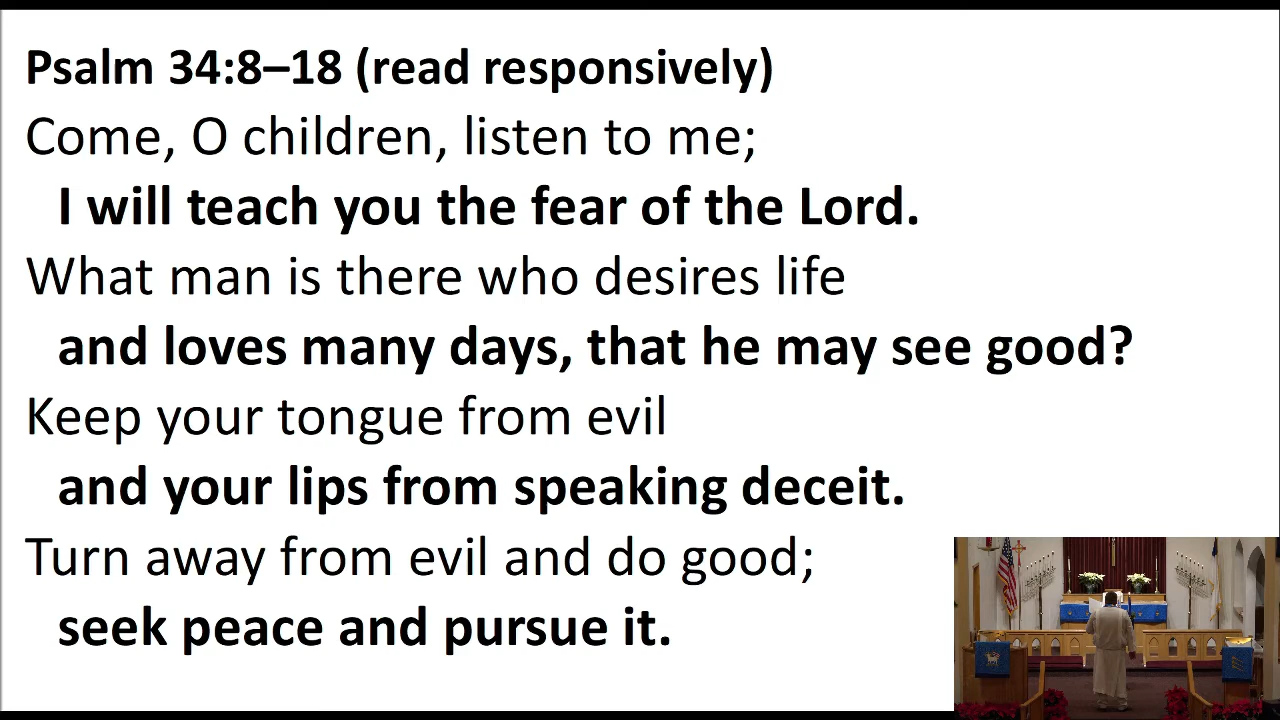 Psalm 34:8–18 (read responsively)
Come, O children, listen to me;
I will teach you the fear of the Lord.
What man is there who desires life
and loves many days, that he may see good?
Keep your tongue from evil
and your lips from speaking deceit.
Turn away from evil and do good;
seek peace and pursue it.